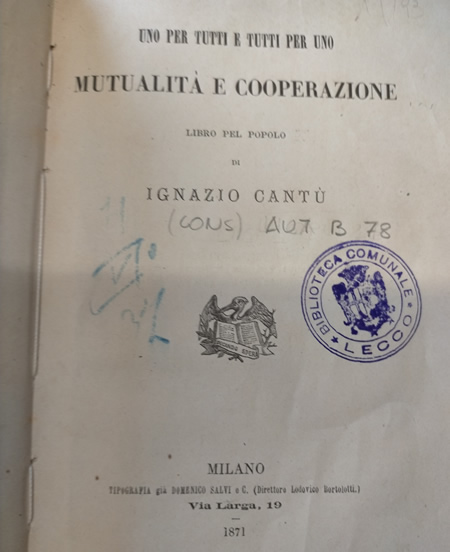 UNO PER TUTTI E TUTTI PER UNO
MUTUALITÀ E COOPERAZIONE
LIBRO PEL POPOLO
DI
IGNAZIO CANTÙ
(CONS) AUT B 78
BIBLIOTECA COMUNALE
LECCO
MILANO
TIPOGRAFIA già DOMENICO SALVI e C. (Direttore Lodovico Bortolotti.)
Via Larga, 19
1871